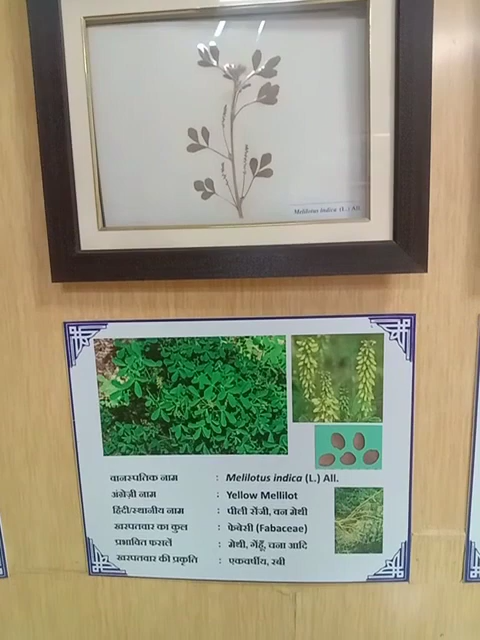 Melilotus indica (L.) All.
वानस्पतिक नाम : Melilotus indica (L.) All.
अंग्रेज़ी नाम : Yellow Mellilot
हिंदी/स्थानीय नाम : पीली सेंजी, वन मेथी
खरपतवार का कुल : फेबेसी (Fabaceae)
प्रभावित फसलें : मेथी, गेंहूँ, चना आदि
खरपतवार की प्रकृति : एकवर्षीय, रबी